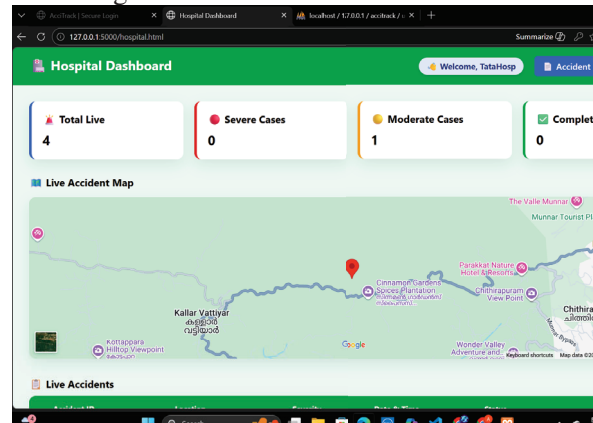 AcciTrack | Secure Login
Hospital Dashboard
localhost / 127.0.0.1 / accitrack /
127.0.0.1:5000/hospital.html
Summarize
Hospital Dashboard
Welcome, TataHosp
Accident
Total Live
4
Severe Cases
0
Moderate Cases
1
Complet
0
Live Accident Map
The Valle Munnar
Munnar Tourist Pl
Parakkat Nature
Hotel & Resorts
Cinnamon Gardens
Spices Plantation
Chithirapuram
View Point
Kallar Vattiyar
കല്ലാർ
വട്ടിയാർ
Chithira
Kottappara
Hilltop Viewpoint
Google
Wonder Valley
Adventure and
Munnar Bypass
Keyboard shortcuts
Map data ©20
Live Accidents
Accident ID
Location
Severity
Date & Time
Status
Search